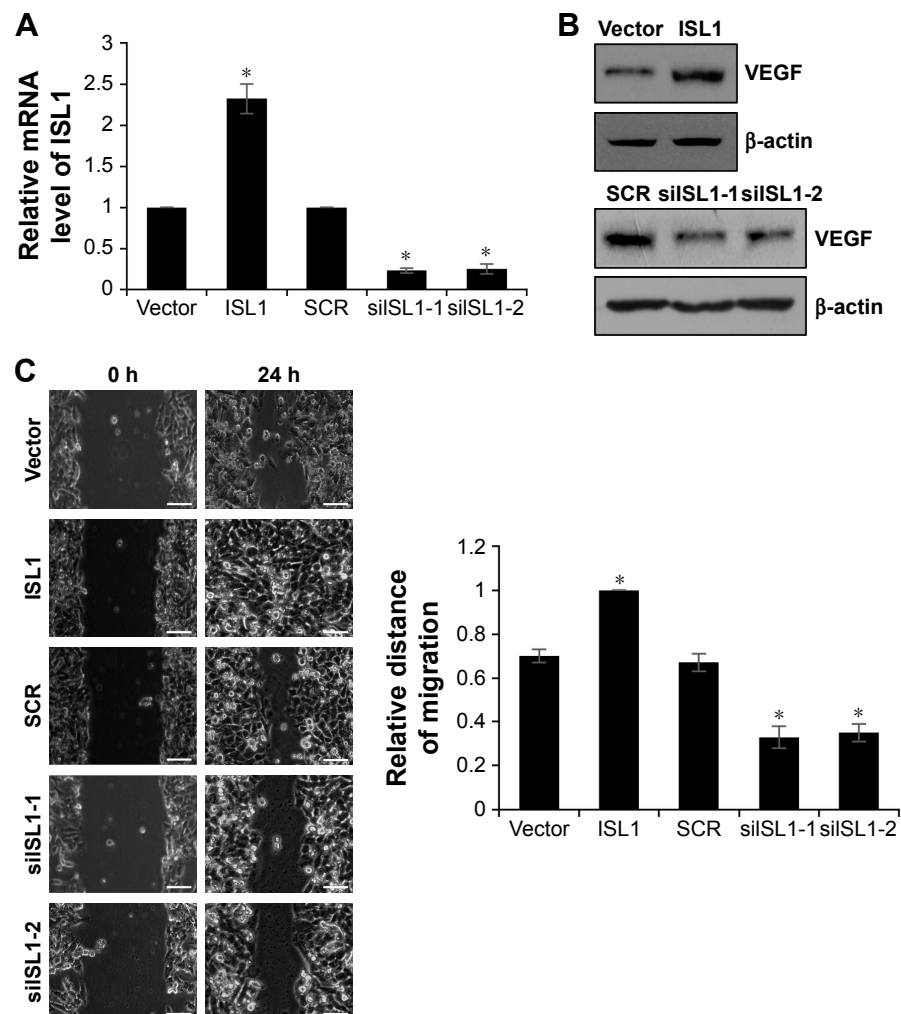 A
Relative mRNA
level of ISL1
3
2.5
2
1.5
1
0.5
0
*
*
*
Vector ISL1 SCR siISL1-1 siISL1-2
B
Vector ISL1
VEGF
β-actin
SCR siISL1-1 siISL1-2
VEGF
β-actin
C
0 h 24 h
Vector
ISL1
SCR
siISL1-1
siISL1-2
Relative distance
of migration
1.2
1
0.8
0.6
0.4
0.2
0
*
*
*
Vector ISL1 SCR siISL1-1 siISL1-2